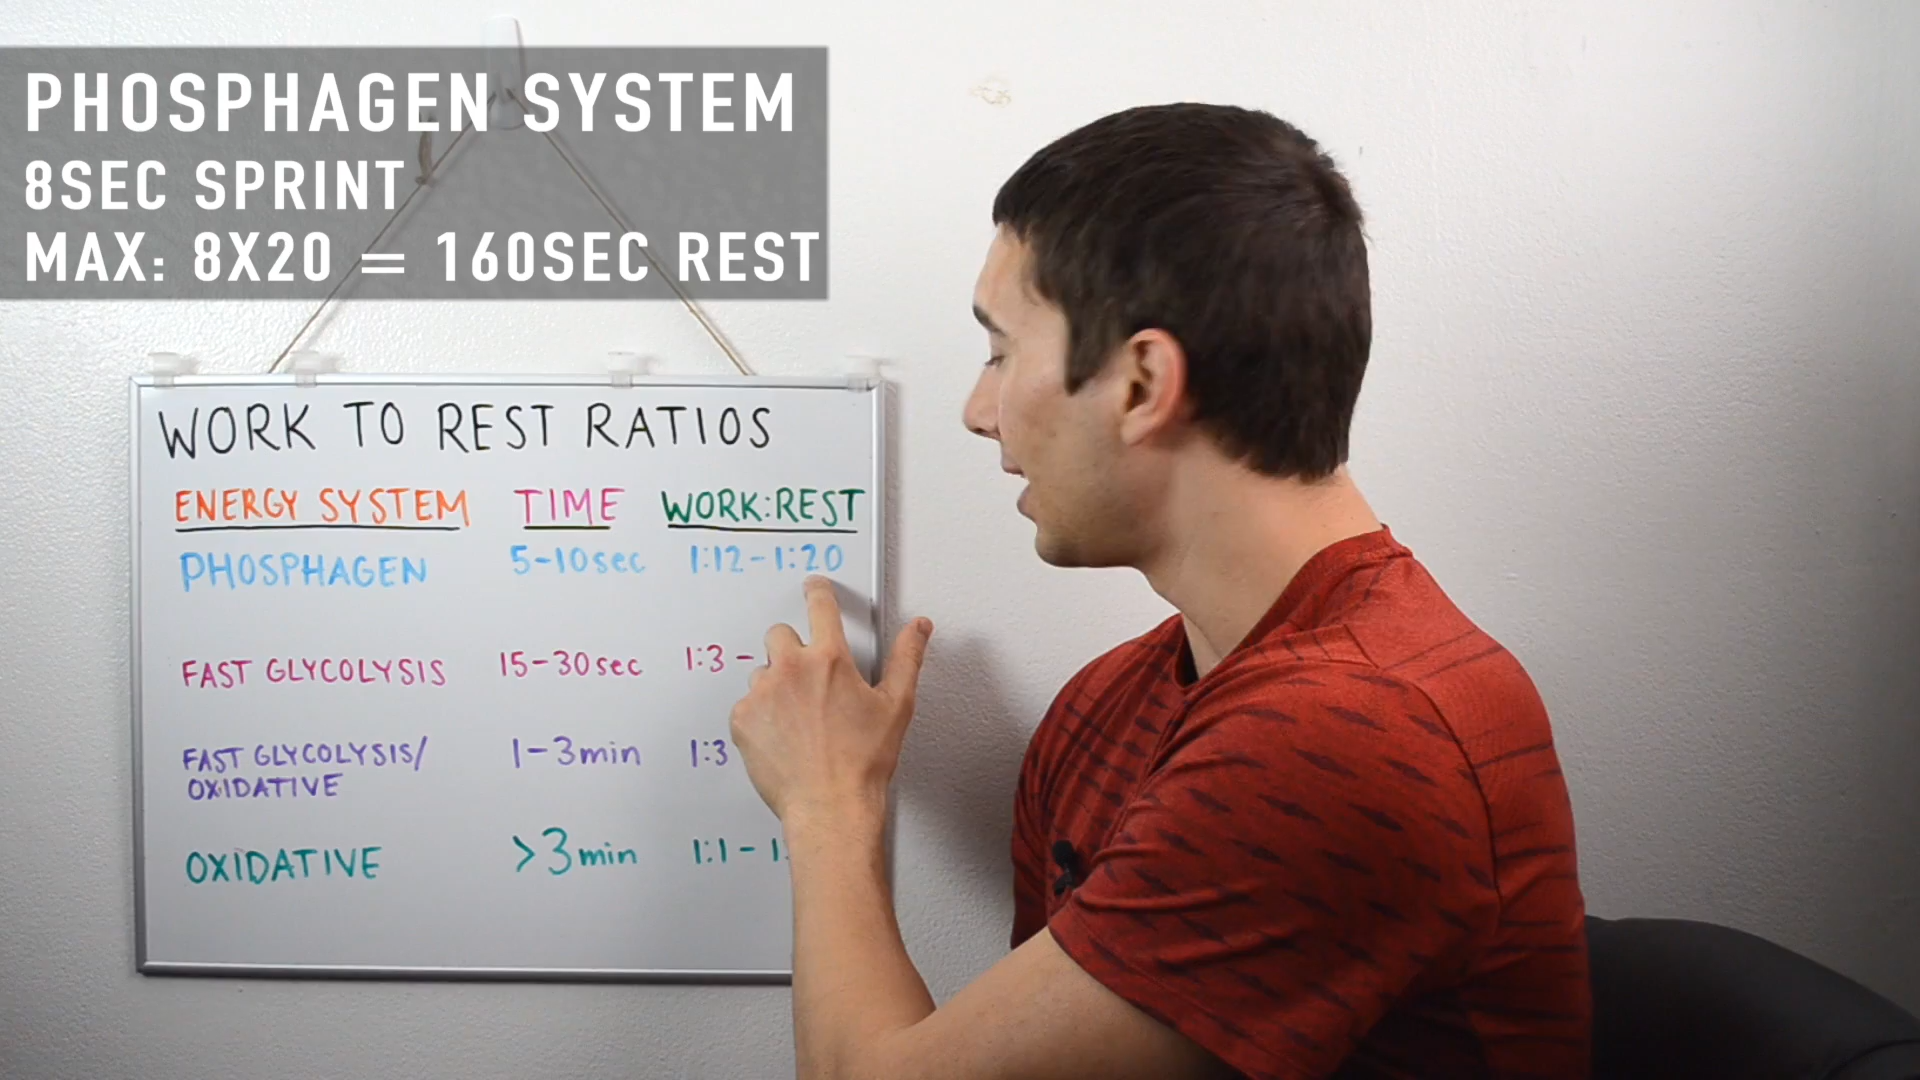 PHOSPHAGEN SYSTEM
8SEC SPRINT
MAX: 8X20 = 160SEC REST
WORK TO REST RATIOS
ENERGY SYSTEM TIME WORK:REST
PHOSPHAGEN 5-10sec 1:12-1:20
FAST GLYCOLYSIS 15-30sec 1:3 -
FAST GLYCOLYSIS/ 1-3min 1:3
OXIDATIVE
OXIDATIVE >3min 1:1 -